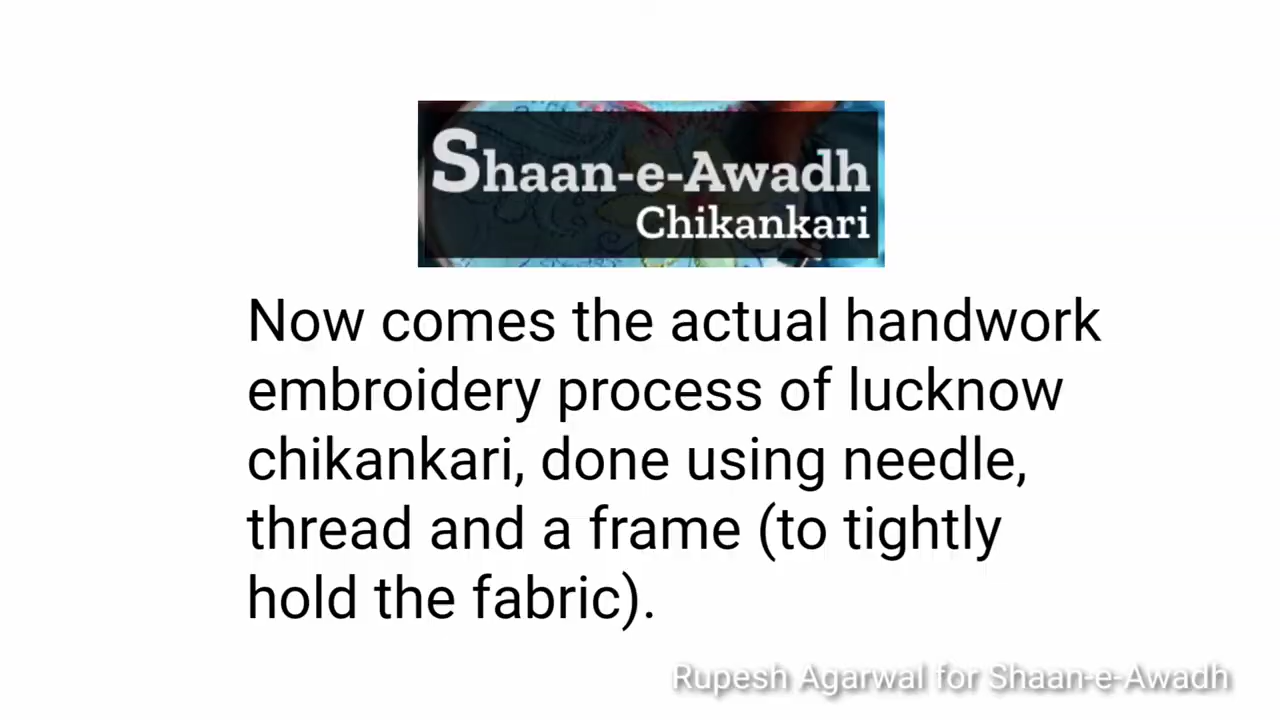 Shaan-e-Awadh
Chikankari
Now comes the actual handwork
embroidery process of lucknow
chikankari, done using needle,
thread and a frame (to tightly
hold the fabric).
Rupesh Agarwal for Shaan-e-Awadh